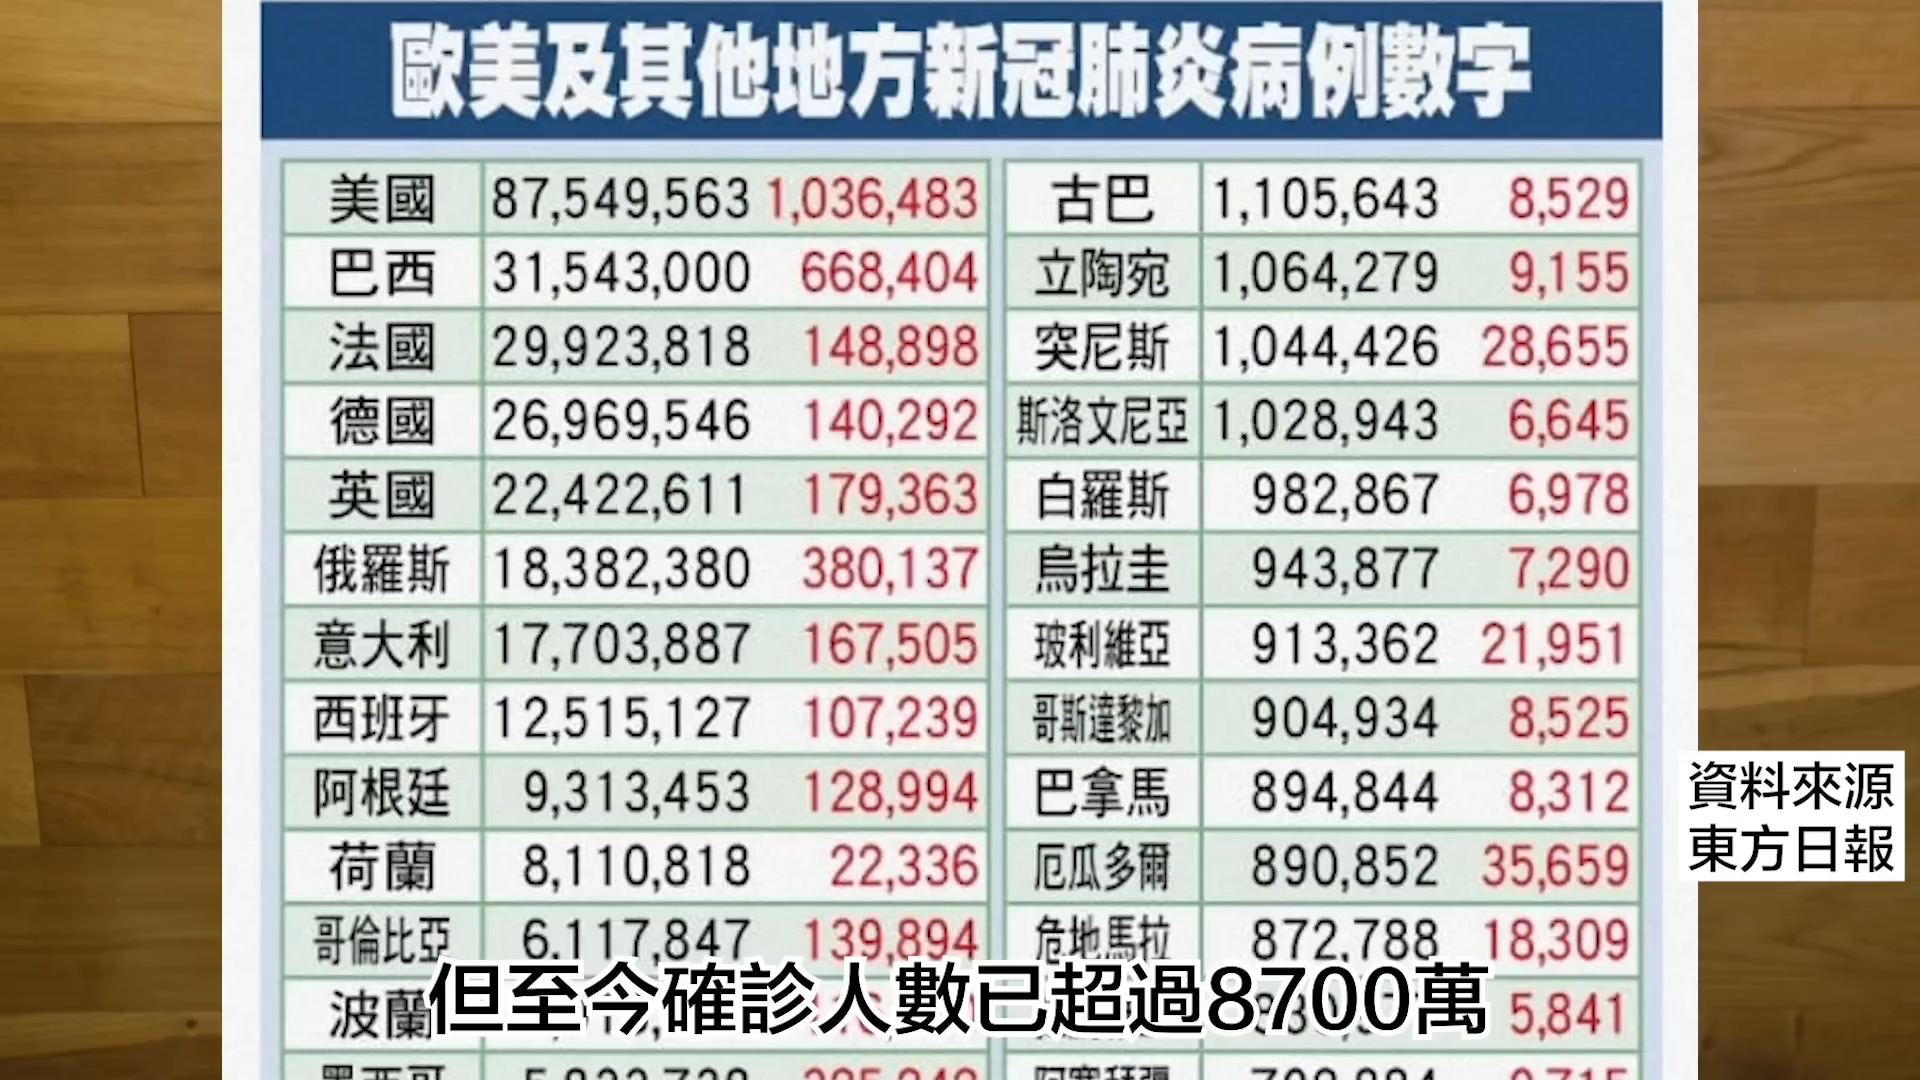 歐美及其他地方新冠肺炎病例數字
美國 87,549,563 1,036,483
巴西 31,543,000 668,404
法國 29,923,818 148,898
德國 26,969,546 140,292
英國 22,422,611 179,363
俄羅斯 18,382,380 380,137
意大利 17,703,887 167,505
西班牙 12,515,127 107,239
阿根廷 9,313,453 128,994
荷蘭 8,110,818 22,336
哥倫比亞 6,117,847 139,894
波蘭
古巴 1,105,643 8,529
立陶宛 1,064,279 9,155
突尼斯 1,044,426 28,655
斯洛文尼亞 1,028,943 6,645
白羅斯 982,867 6,978
烏拉圭 943,877 7,290
玻利維亞 913,362 21,951
哥斯達黎加 904,934 8,525
巴拿馬 894,844 8,312
厄瓜多爾 890,852 35,659
危地馬拉 872,788 18,309
5,841
資料來源
東方日報
但至今確診人數已超過8700萬